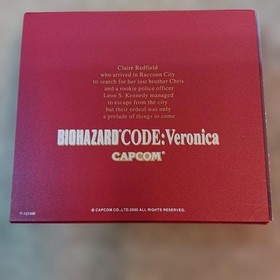 Claire Redfield
who arrived in Raccoon City
to search for her lost brother Chris
and a rookie police officer
Leon S. Kennedy managed
to escape from the city
but their ordeal was only
a prelude of things to come
BIOHAZARD® CODE:Veronica
CAPCOM®
© CAPCOM CO.,LTD.2000 ALL RIGHTS RESERVED.